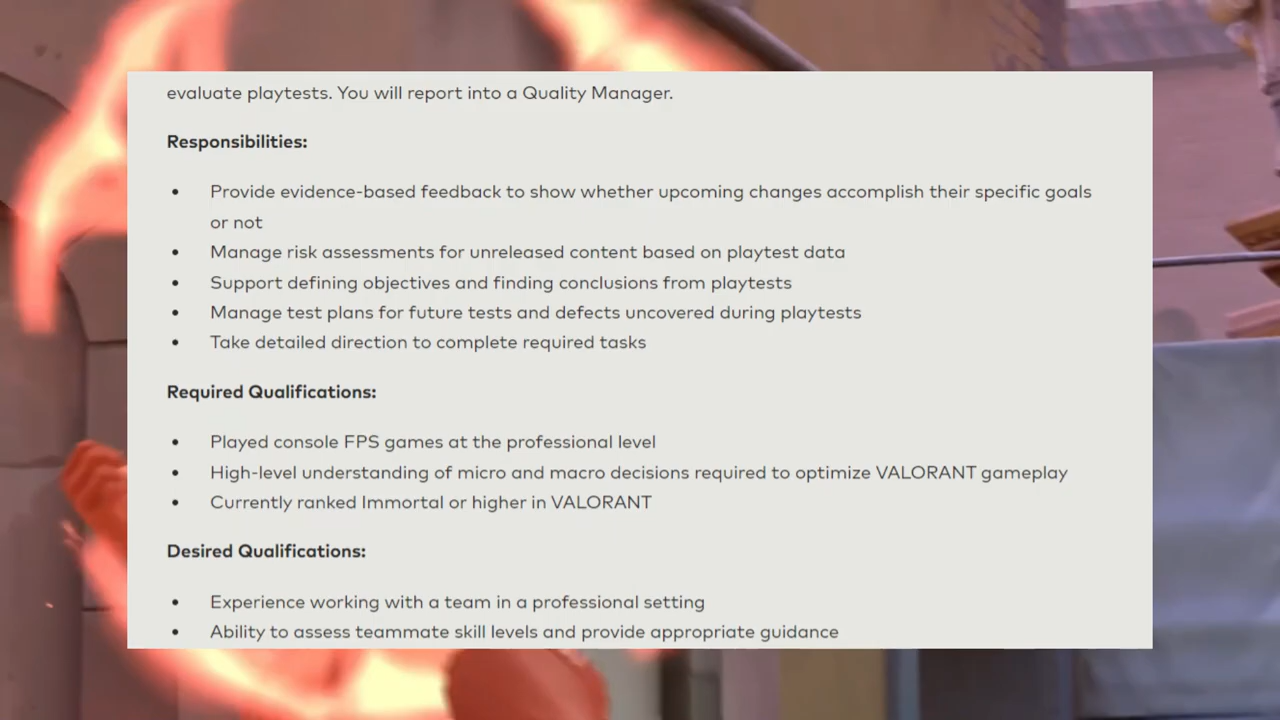 evaluate playtests. You will report into a Quality Manager.
Responsibilities:
• Provide evidence-based feedback to show whether upcoming changes accomplish their specific goals
or not
• Manage risk assessments for unreleased content based on playtest data
• Support defining objectives and finding conclusions from playtests
• Manage test plans for future tests and defects uncovered during playtests
• Take detailed direction to complete required tasks
Required Qualifications:
• Played console FPS games at the professional level
• High-level understanding of micro and macro decisions required to optimize VALORANT gameplay
• Currently ranked Immortal or higher in VALORANT
Desired Qualifications:
• Experience working with a team in a professional setting
• Ability to assess teammate skill levels and provide appropriate guidance